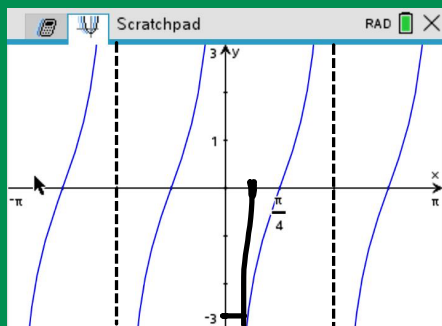 Scratchpad RAD
3 y
1
x
-π π
π
4
-3